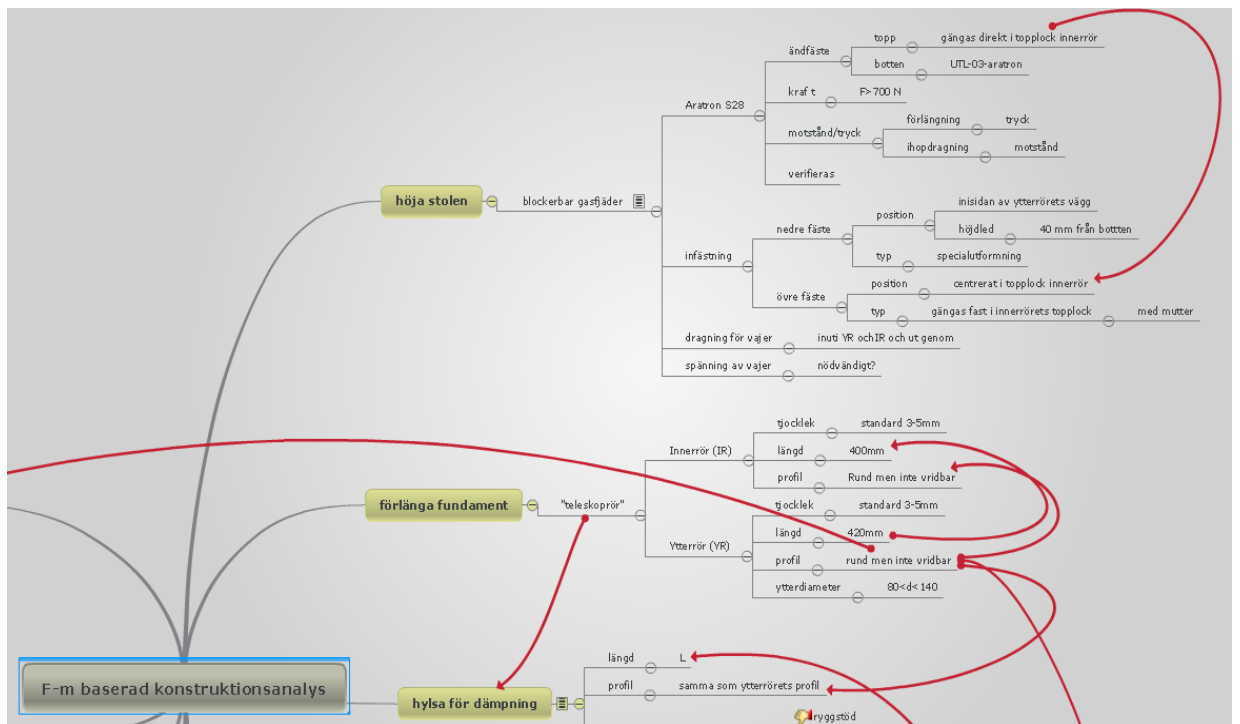 höja stolen
blockerbar gasfjäder
Aratron S28
ändfäste
topp
gängas direkt i topplock innerrör
botten
UTL-03-aratron
kraft
F>700 N
motstånd/tryck
förlängning
tryck
ihopdragning
motstånd
verifieras
infästning
nedre fäste
position
inisidan av ytterrörets vägg
höjdled
40 mm från bottten
typ
specialutformning
övre fäste
position
centrerat i topplock innerrör
typ
gängas fast i innerrörets topplock
med mutter
dragning för vajer
inuti YR ochIR och ut genom
spänning av vajer
nödvändigt?
förlänga fundament
"teleskoprör"
Innerrör (IR)
tjocklek
standard 3-5mm
längd
400mm
profil
Rund men inte vridbar
Ytterrör (YR)
tjocklek
standard 3-5mm
längd
420mm
profil
rund men inte vridbar
ytterdiameter
80<d<140
F-m baserad konstruktionsanalys
hylsa för dämpning
längd
L
profil
samma som ytterrörets profil
ryggstöd